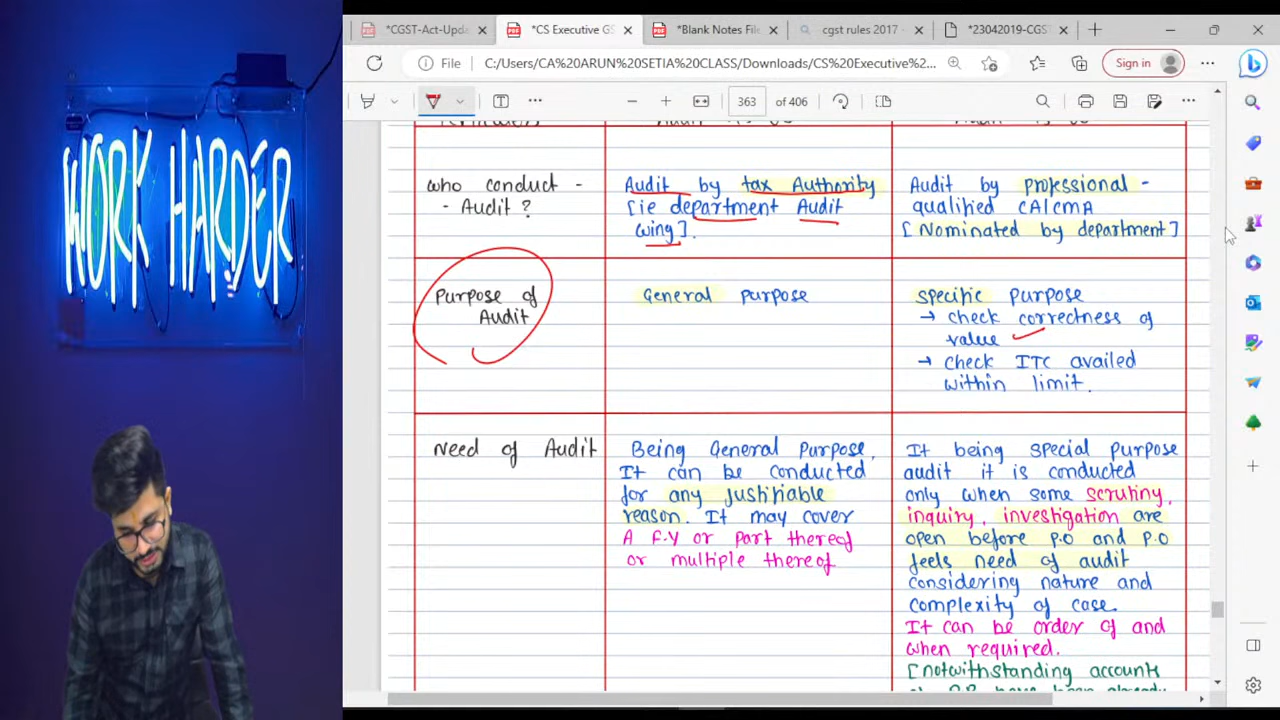 *CGST-Act-Upda
*CS Executive GS
*Blank Notes File
cgst rules 2017 -
*23042019-CGST
File
C:/Users/CA%20ARUN%20SETIA%20CLASS/Downloads/CS%20Executive%...
Sign in
363 of 406
WORK HARDER
who conduct -
- Audit ?
Audit by tax Authority
[ie department Audit
wing].
Audit by professional -
qualified CA/CMA
[Nominated by department]
Purpose of
Audit
General purpose
specific purpose
→ check correctness of
value
→ check ITC availed
within limit.
Need of Audit
Being General Purpose,
It can be conducted
for any justifiable
reason. It may cover
A F.Y or part thereof
or multiple thereof
It being special purpose
audit it is conducted
only when some scrutiny,
inquiry, investigation are
open before P.O and P.O
feels need of audit
considering nature and
complexity of case.
It can be order of and
when required.
[notwithstanding accounts